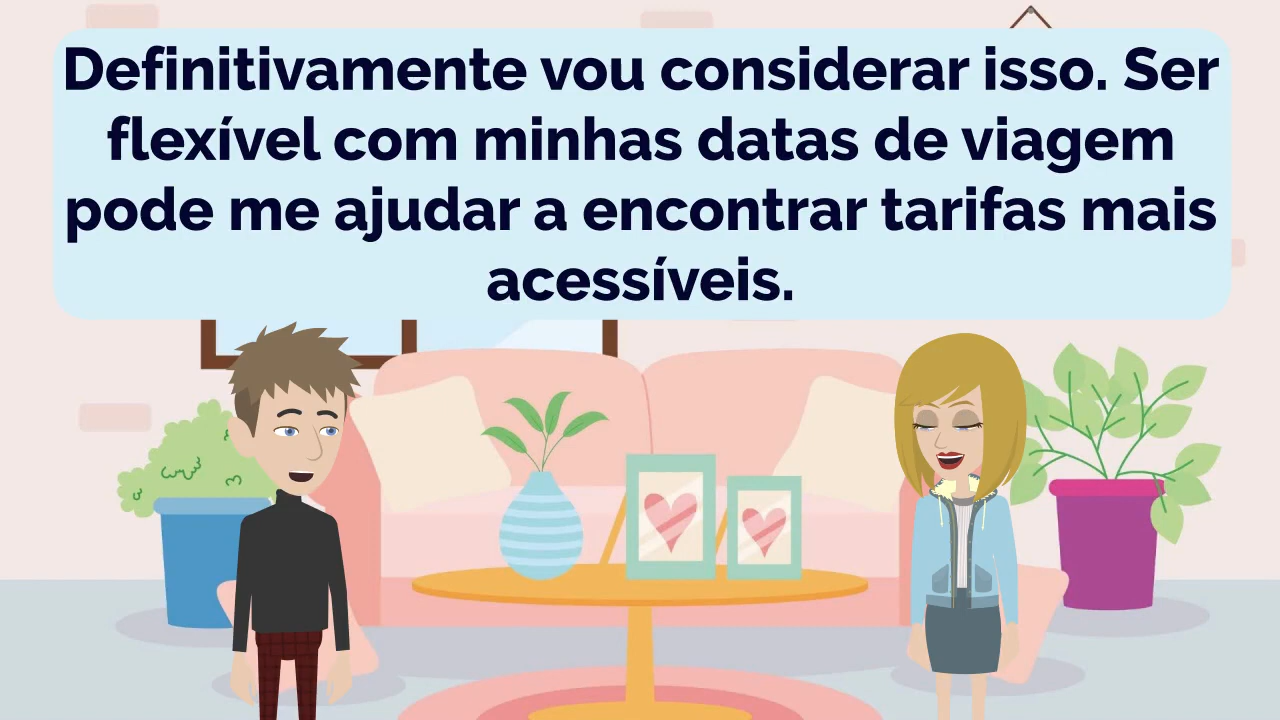 Definitivamente vou considerar isso. Ser
flexível com minhas datas de viagem
pode me ajudar a encontrar tarifas mais
acessíveis.